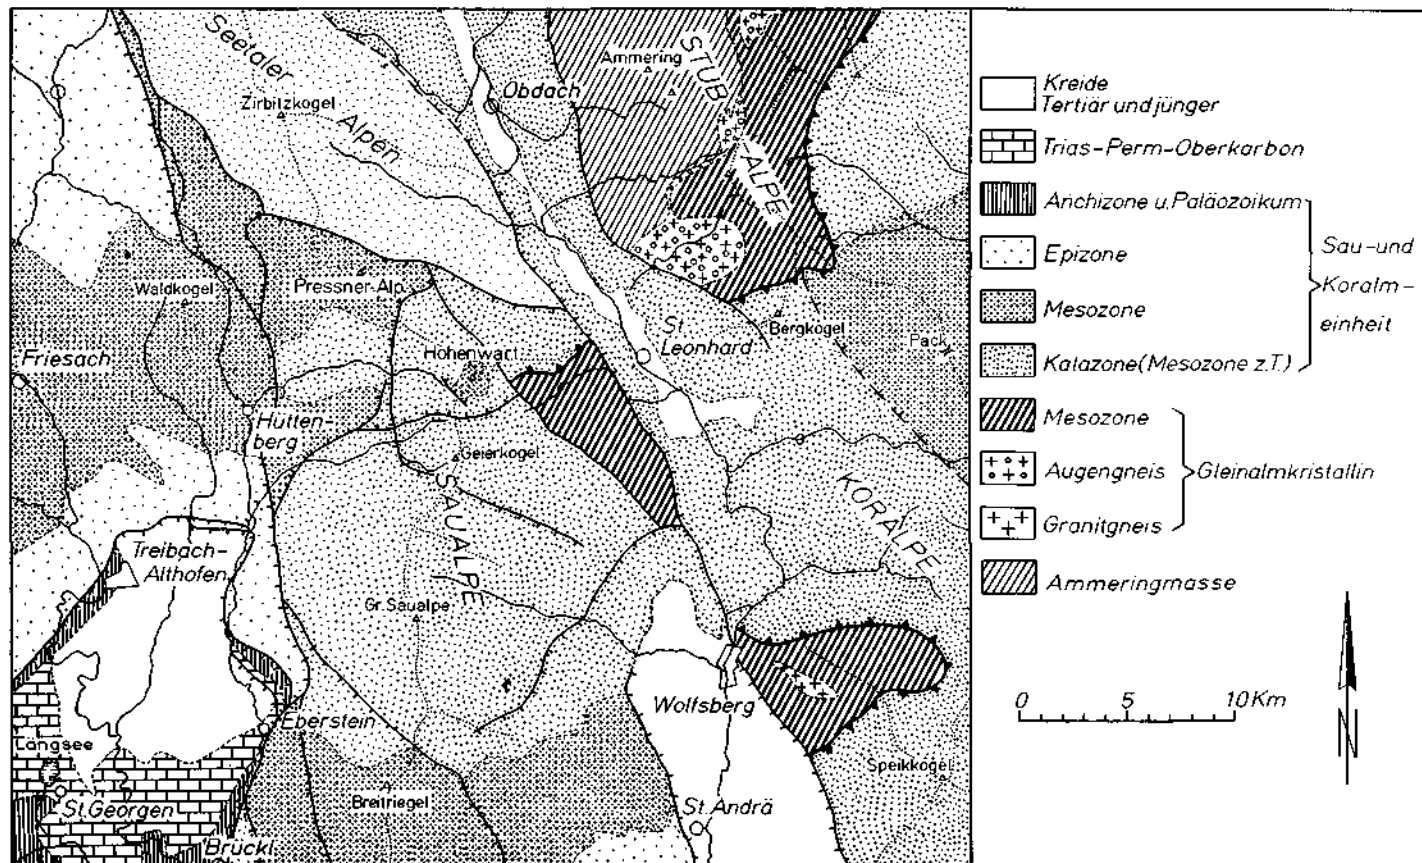 Seetaler
Alpen
Zirbitzkogel
Obdach
Ammering
STUB
-ALPE
Waldkogel
Pressner-Alp.
Friesach
Hohenwart
St.
Leonhard
Bergkogel
Pack
Hütten-
berg
Geierkogel
SAUALPE
KORALPE
Treibach-
Althofen
Gr. Saualpe
Wolfsberg
Eberstein
Längsee
St. Georgen
Breitriegel
St. Andrä
Speikkogel
Brückl
Kreide
Tertiär und jünger
Trias-Perm-Oberkarbon
Anchizone u. Paläozoikum
Epizone
Mesozone
Katazone (Mesozone z.T.)
Sau-und
Koralm-
einheit
Mesozone
Augengneis
Granitgneis
Gleinalmkristallin
Ammeringmasse
0 5 10 Km
N